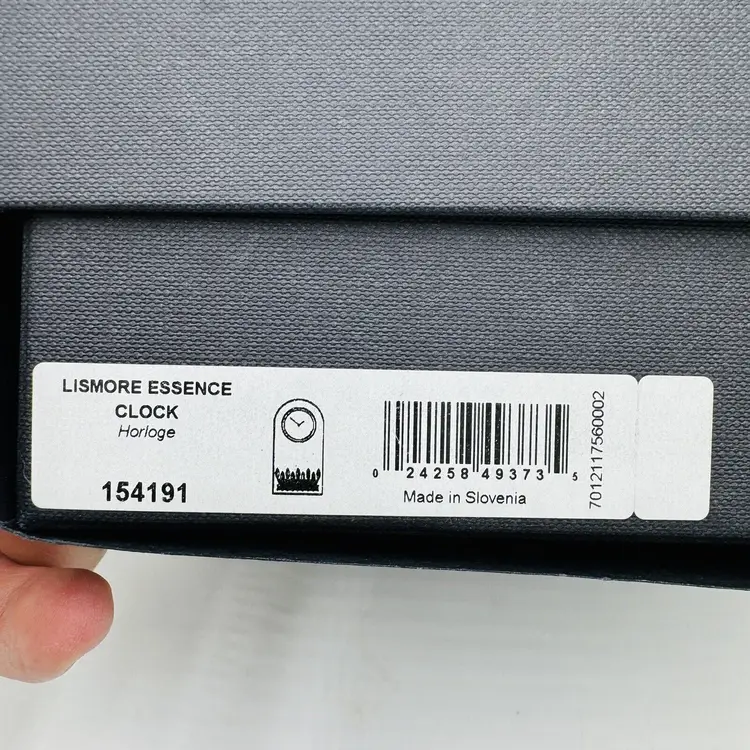 LISMORE ESSENCE
CLOCK
Horloge
154191
0 24258 49373 5
Made in Slovenia
7012117560002